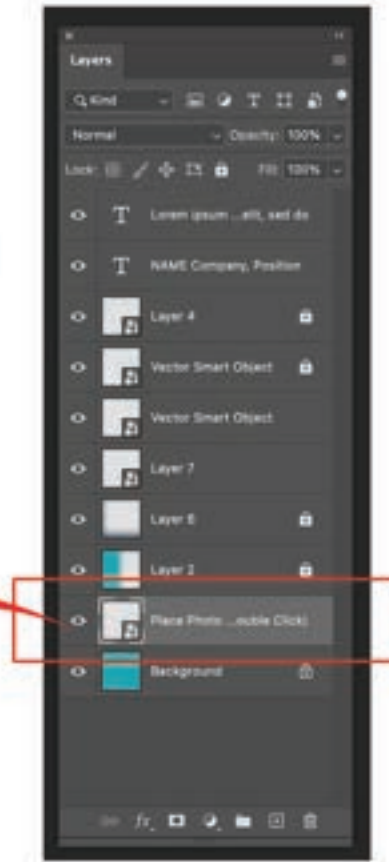 Layers
Kind
Normal Opacity: 100%
Lock: Fill: 100%
T Lorem ipsum ...elit, sed do
T NAME Company, Position
Layer 4
Vector Smart Object
Vector Smart Object
Layer 7
Layer 6
Layer 2
Place Photo ...ouble Click)
Background
fx